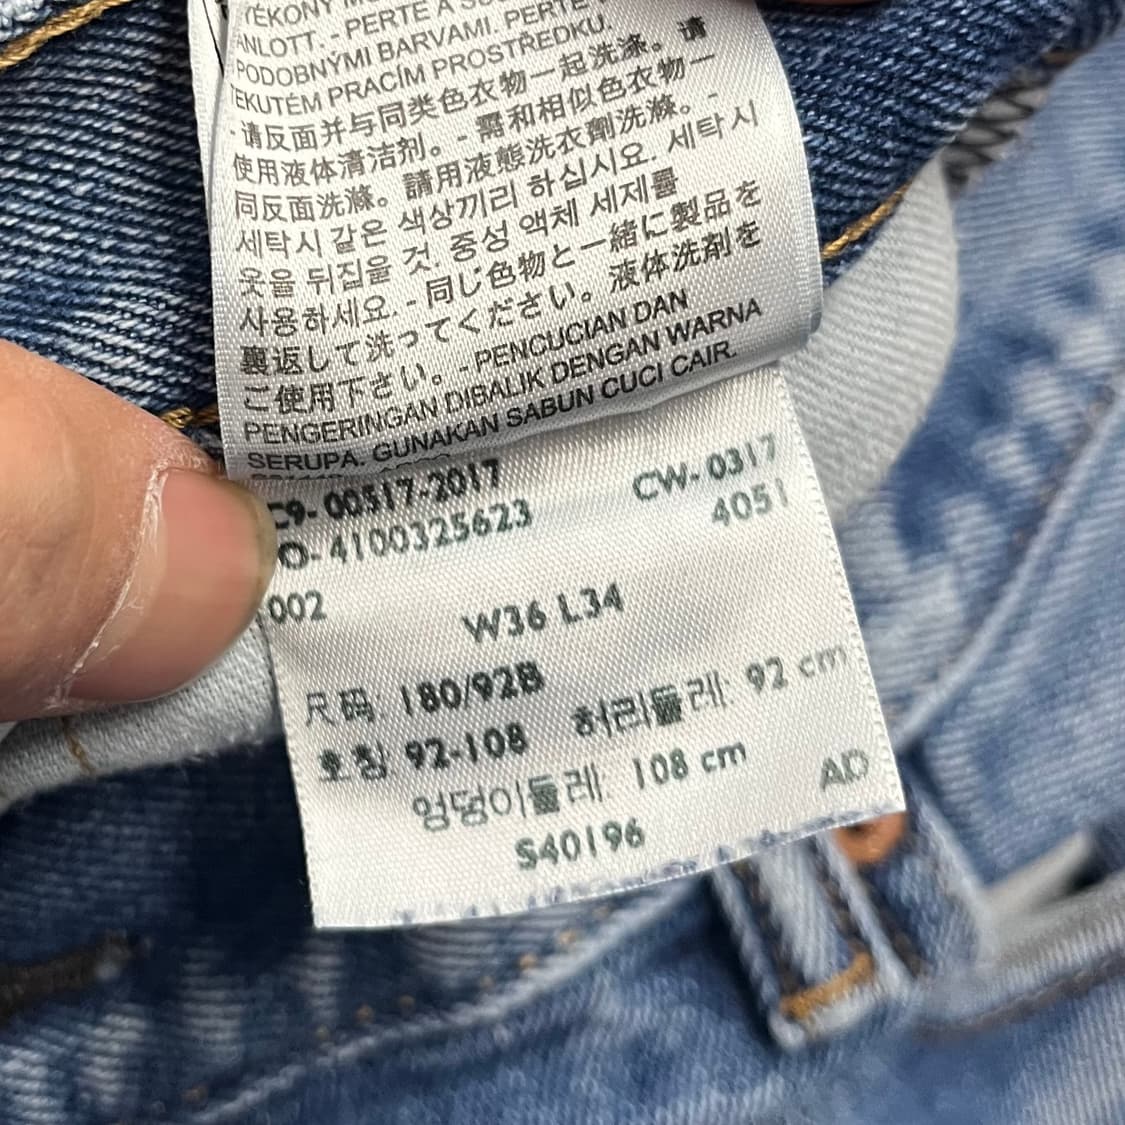 ANLOTT. - PERTE A
PODOBNÝMI BARVAMI. PERTE
TEKUTÉM PRACÍM PROSTŘEDKU.
- 请反面并与同类色衣物一起洗涤。请
使用液体清洁剂。- 需和相似色衣物一
同反面洗滌。請用液態洗衣劑洗滌。-
세탁시 같은 색상끼리 하십시요. 세탁시
옷을 뒤집을 것. 중성 액체 세제를
사용하세요. - 同じ色物と一緒に製品を
裏返して洗ってください。液体洗剤を
ご使用下さい。- PENCUCIAN DAN
PENGERINGAN DIBALIK DENGAN WARNA
SERUPA. GUNAKAN SABUN CUCI CAIR.
C9- 00517-2017 CW- 0317
O- 4100325623 4051
002
W36 L34
尺码: 180/92B
호칭: 92-108 허리둘레: 92 cm
엉덩이둘레: 108 cm
S40196 AD